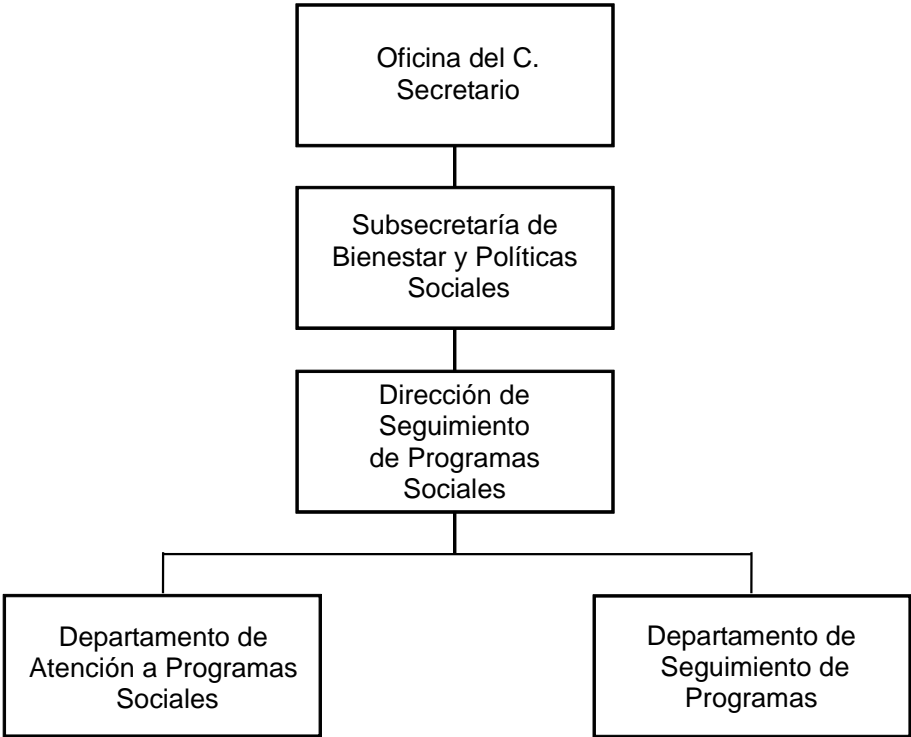 Oficina del C.
Secretario
Subsecretaría de
Bienestar y Políticas
Sociales
Dirección de
Seguimiento
de Programas
Sociales
Departamento de
Atención a Programas
Sociales
Departamento de
Seguimiento de
Programas